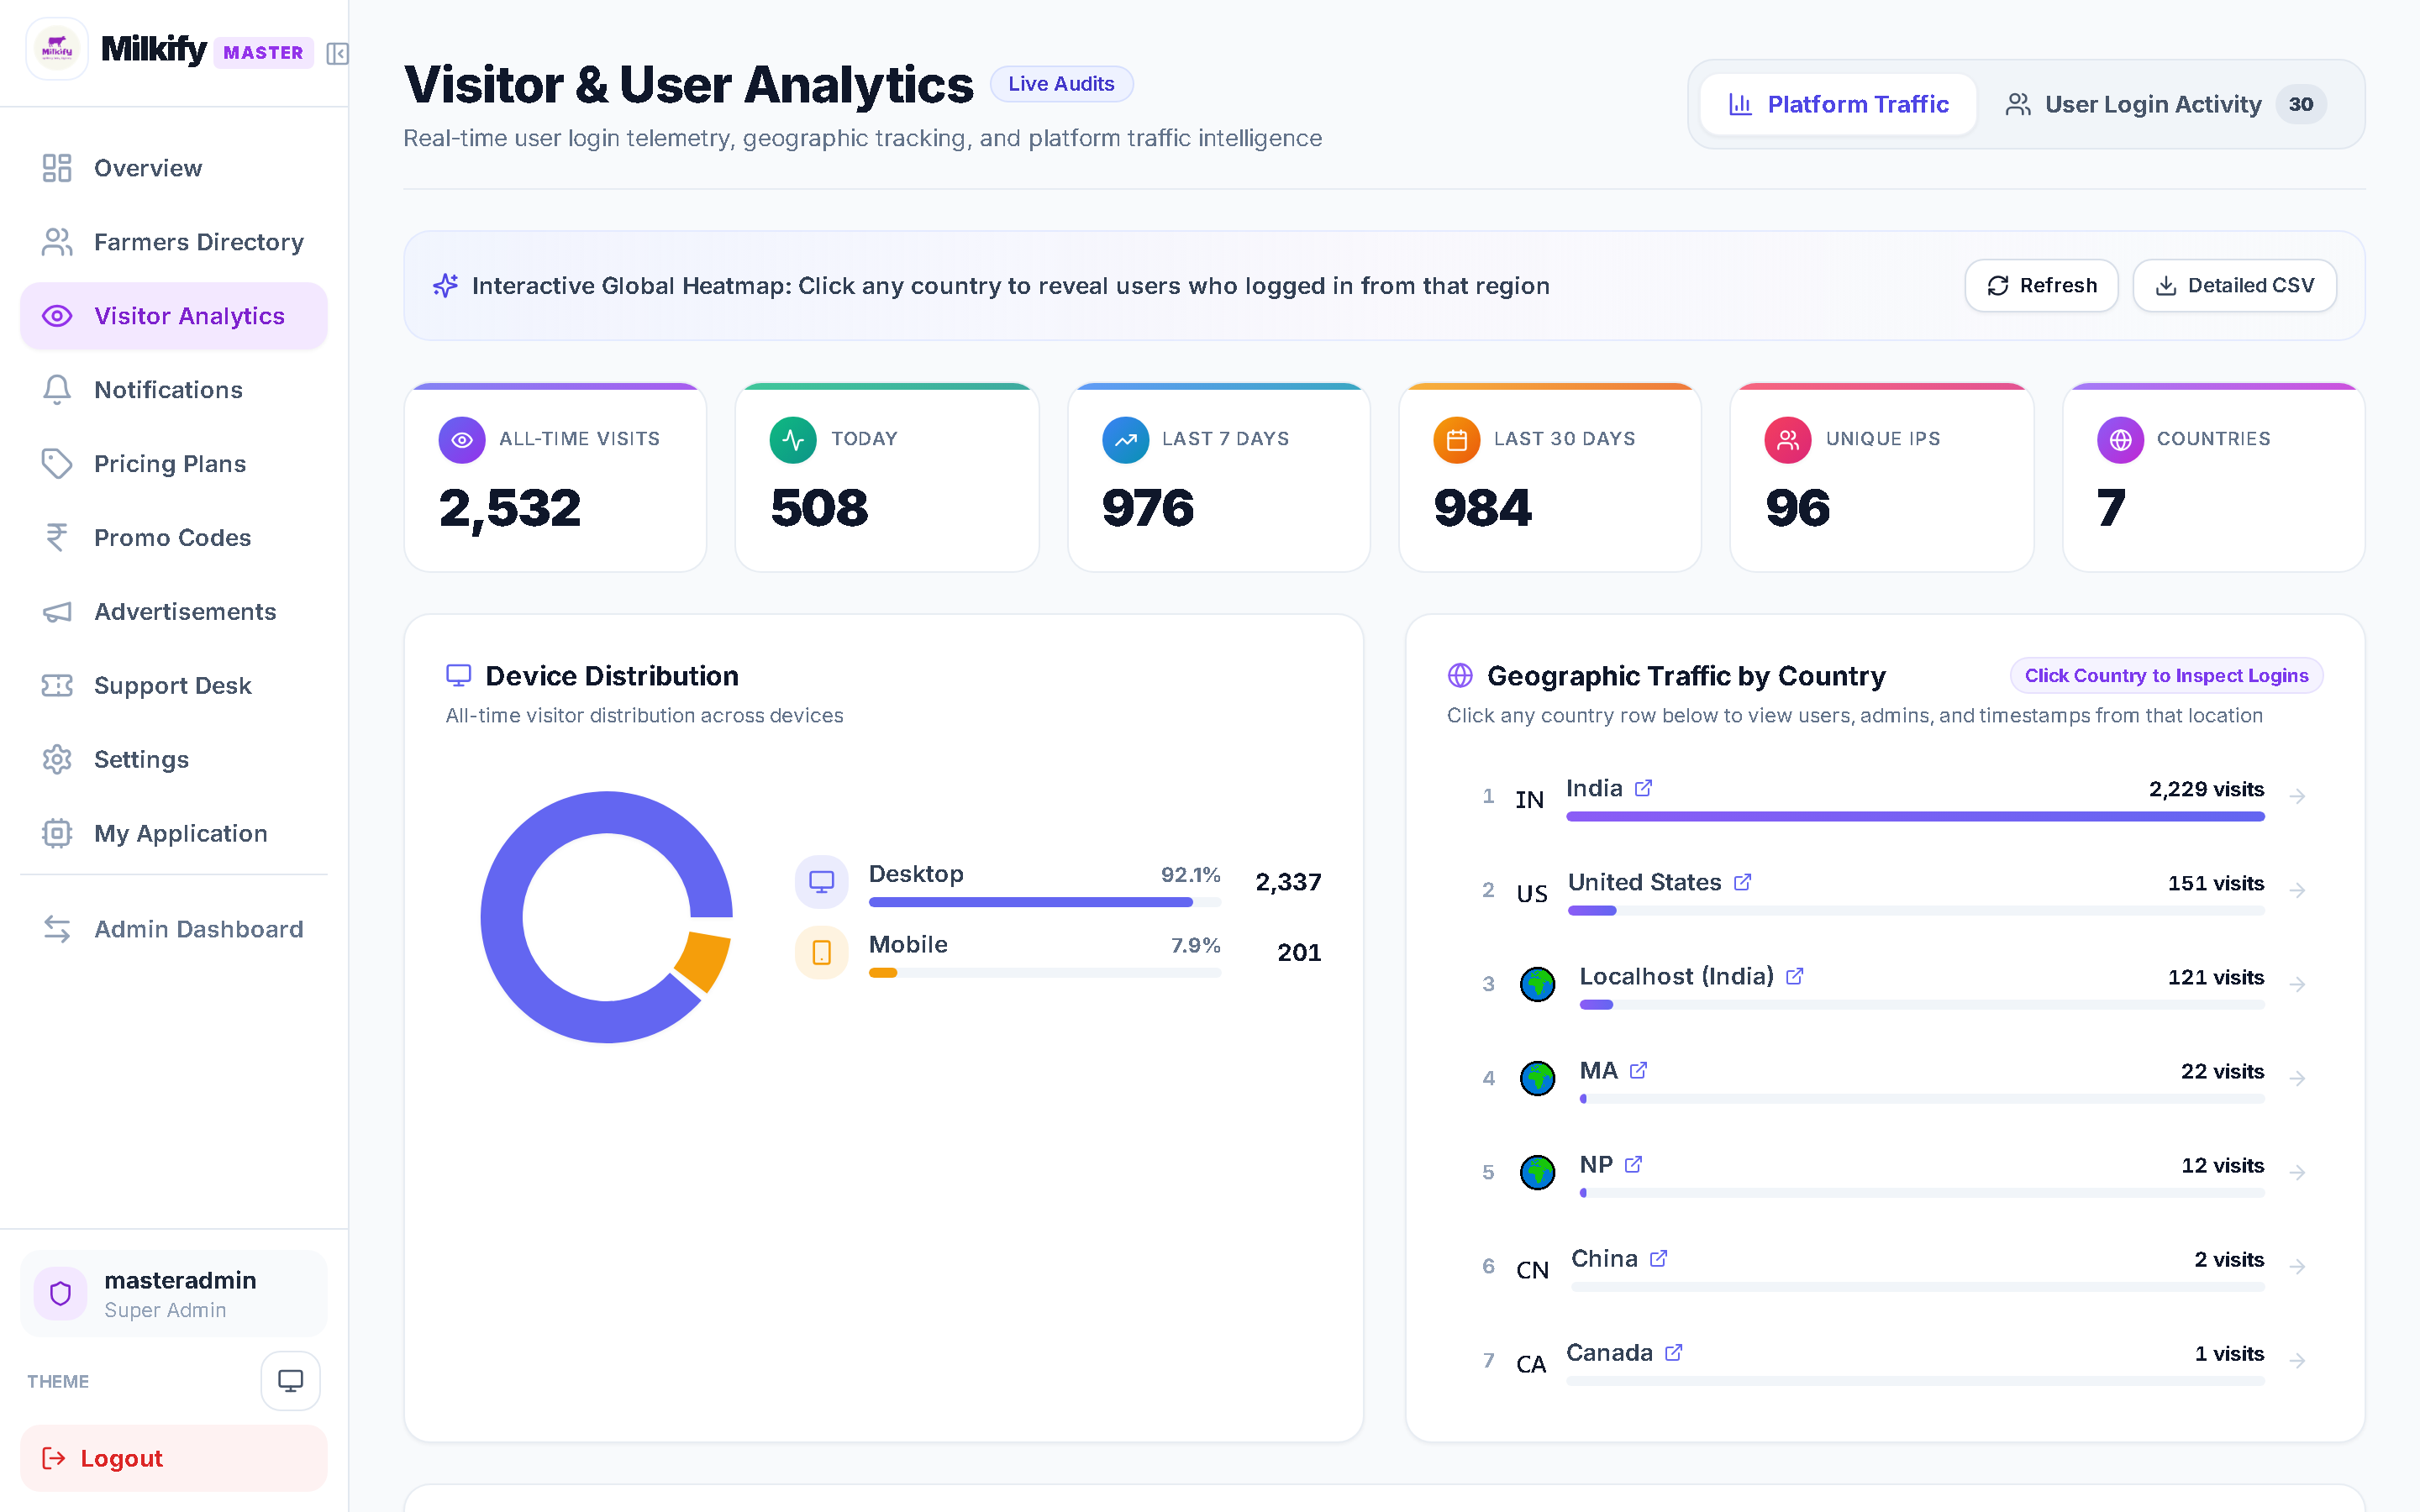 Milkify MASTER
Overview
Farmers Directory
Visitor Analytics
Notifications
Pricing Plans
Promo Codes
Advertisements
Support Desk
Settings
My Application
Admin Dashboard
masteradmin
Super Admin
THEME
Logout
Visitor & User Analytics Live Audits
Real-time user login telemetry, geographic tracking, and platform traffic intelligence
Platform Traffic User Login Activity 30
Interactive Global Heatmap: Click any country to reveal users who logged in from that region
Refresh Detailed CSV
ALL-TIME VISITS
2,532
TODAY
508
LAST 7 DAYS
976
LAST 30 DAYS
984
UNIQUE IPS
96
COUNTRIES
7
Device Distribution
All-time visitor distribution across devices
Desktop 92.1% 2,337
Mobile 7.9% 201
Geographic Traffic by Country Click Country to Inspect Logins
Click any country row below to view users, admins, and timestamps from that location
1 IN India 2,229 visits
2 US United States 151 visits
3 Localhost (India) 121 visits
4 MA 22 visits
5 NP 12 visits
6 CN China 2 visits
7 CA Canada 1 visits